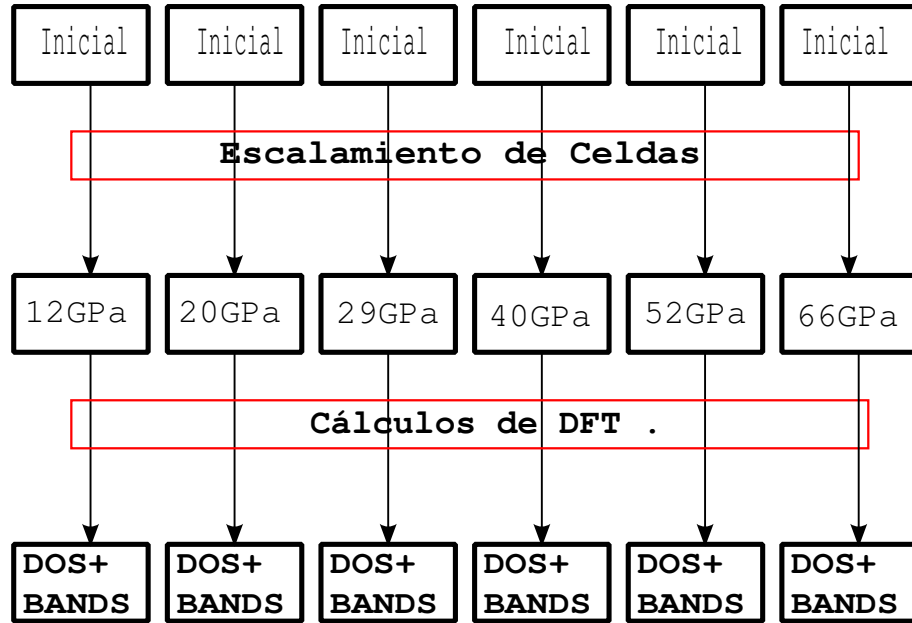 Inicial Inicial Inicial Inicial Inicial Inicial
Escalamiento de Celdas
12GPa 20GPa 29GPa 40GPa 52GPa 66GPa
Cálculos de DFT .
DOS+ DOS+ DOS+ DOS+ DOS+ DOS+
BANDS BANDS BANDS BANDS BANDS BANDS